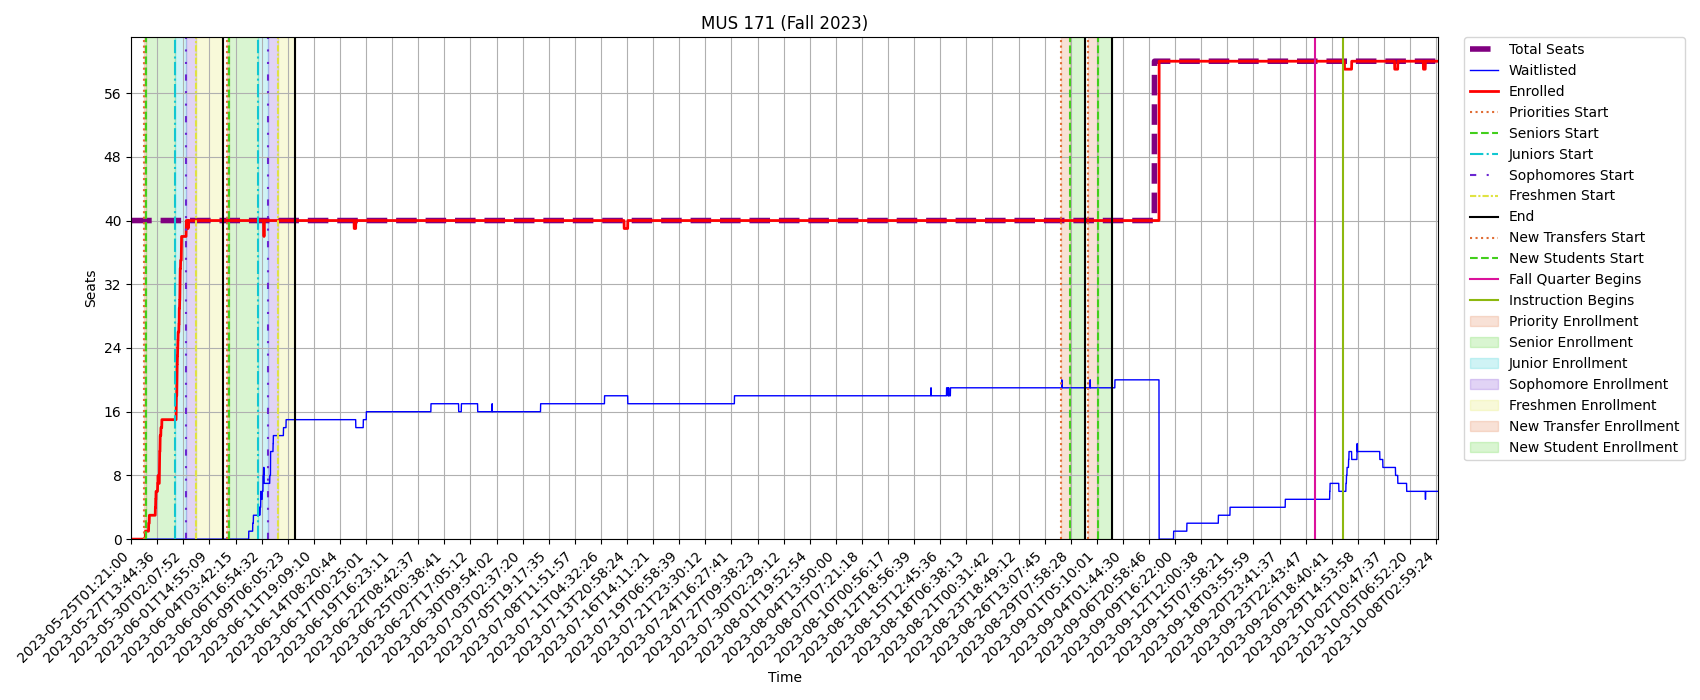 MUS 171 (Fall 2023)
Seats
56
48
40
32
24
16
8
0
2023-05-25T01:21:00
2023-05-27T13:44:36
2023-05-30T02:07:52
2023-06-01T14:55:09
2023-06-04T03:42:15
2023-06-06T16:54:32
2023-06-09T06:05:23
2023-06-11T19:09:10
2023-06-14T08:20:44
2023-06-17T00:25:01
2023-06-19T16:23:11
2023-06-22T08:42:37
2023-06-25T00:38:41
2023-06-27T17:05:12
2023-06-30T09:54:02
2023-07-03T02:37:20
2023-07-05T19:17:35
2023-07-08T11:51:57
2023-07-11T04:32:26
2023-07-13T20:58:24
2023-07-16T14:11:21
2023-07-19T06:58:39
2023-07-21T23:30:12
2023-07-24T16:27:41
2023-07-27T09:38:23
2023-07-30T02:29:12
2023-08-01T19:52:54
2023-08-04T13:50:00
2023-08-07T07:21:18
2023-08-10T00:56:17
2023-08-12T18:56:39
2023-08-15T12:45:36
2023-08-18T06:38:13
2023-08-21T00:31:42
2023-08-23T18:49:12
2023-08-26T13:07:45
2023-08-29T07:58:28
2023-09-01T05:10:01
2023-09-04T01:44:30
2023-09-06T20:58:46
2023-09-09T16:22:00
2023-09-12T12:00:38
2023-09-15T07:58:21
2023-09-18T03:55:59
2023-09-20T23:41:37
2023-09-23T22:43:47
2023-09-26T18:40:41
2023-09-29T14:53:58
2023-10-02T10:47:37
2023-10-05T06:52:20
2023-10-08T02:59:24
Time
Total Seats
Waitlisted
Enrolled
Priorities Start
Seniors Start
Juniors Start
Sophomores Start
Freshmen Start
End
New Transfers Start
New Students Start
Fall Quarter Begins
Instruction Begins
Priority Enrollment
Senior Enrollment
Junior Enrollment
Sophomore Enrollment
Freshmen Enrollment
New Transfer Enrollment
New Student Enrollment